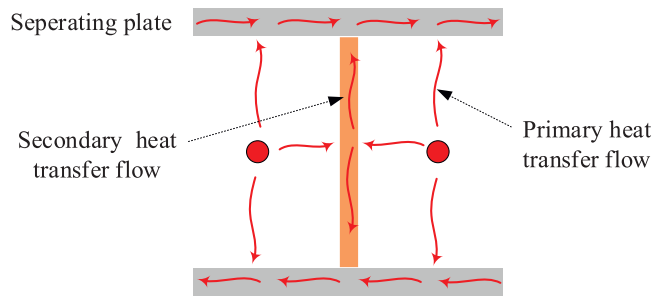 Seperating plate
Secondary heat
transfer flow
Primary heat
transfer flow